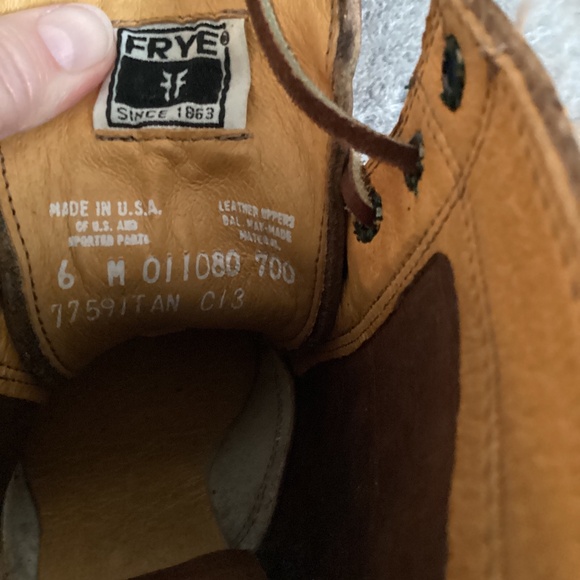 FRYE®
SINCE 1863
MADE IN U.S.A.
OF U.S. AND
IMPORTED PARTS
LEATHER UPPERS
BAL. MAN-MADE
MATERIAL
6 M 011080 700
77591TAN C13